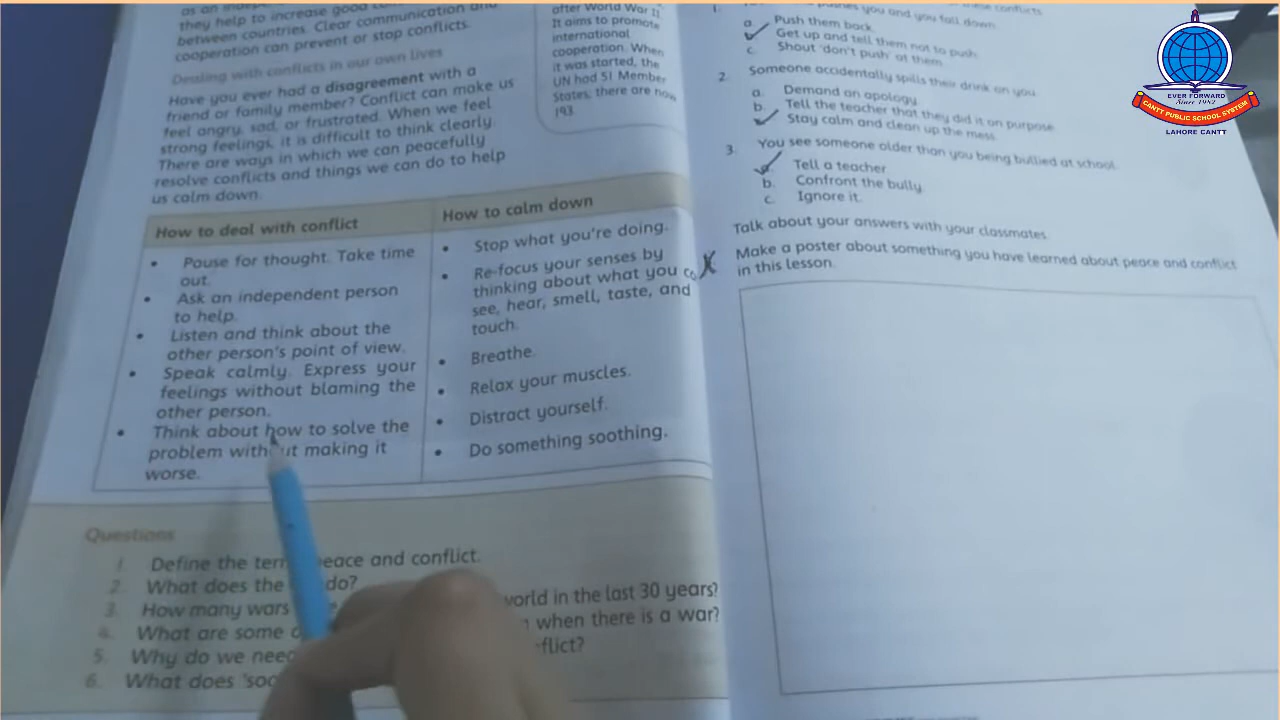 they help to increase good
between countries. Clear communication and
cooperation can prevent or stop conflicts.
Dealing with conflicts in our own lives
Have you ever had a disagreement with a
friend or family member? Conflict can make us
feel angry, sad, or frustrated. When we feel
strong feelings, it is difficult to think clearly.
There are ways in which we can peacefully
resolve conflicts and things we can do to help
us calm down.
after World War II
It aims to promote
international
cooperation. When
it was started, the
UN had 51 Member
States; there are now
193.
How to deal with conflict
• Pause for thought. Take time
out.
• Ask an independent person
to help.
• Listen and think about the
other person's point of view.
• Speak calmly. Express your
feelings without blaming the
other person.
• Think about how to solve the
problem without making it
worse.
How to calm down
• Stop what you're doing.
• Re-focus your senses by
thinking about what you
see, hear, smell, taste, and
touch.
• Breathe.
• Relax your muscles.
• Distract yourself.
• Do something soothing.
Questions
1. Define the peace and conflict.
2. What does the do?
3. How many wars world in the last 30 years?
4. What are some when there is a war?
5. Why do we need
6. What does
1. you and you fall down.
a. Push them back.
Get up and tell them not to push.
c. Shout 'don't push' at them.
2. Someone accidentally spills their drink on you.
a. Demand an apology.
b. Tell the teacher that they did it on purpose.
Stay calm and clean up the mess.
3. You see someone older than you being bullied at school.
a. Tell a teacher
b. Confront the bully.
c. Ignore it.
Talk about your answers with your classmates.
Make a poster about something you have learned about peace and conflict
in this lesson.
EVER FORWARD
Since 1982
CANTT PUBLIC SCHOOL SYSTEM
LAHORE CANTT